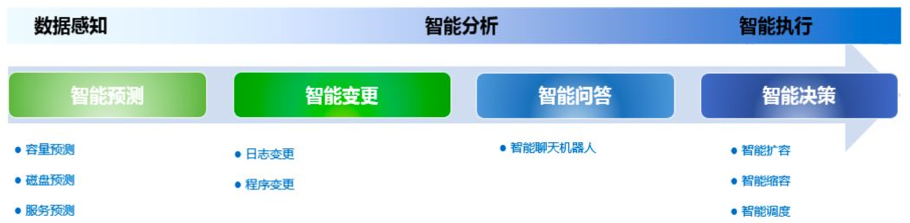 数据感知 智能分析 智能执行
智能预测 智能变更 智能问答 智能决策
• 容量预测
• 磁盘预测
• 服务预测
• 日志变更
• 程序变更
• 智能聊天机器人
• 智能扩容
• 智能缩容
• 智能调度